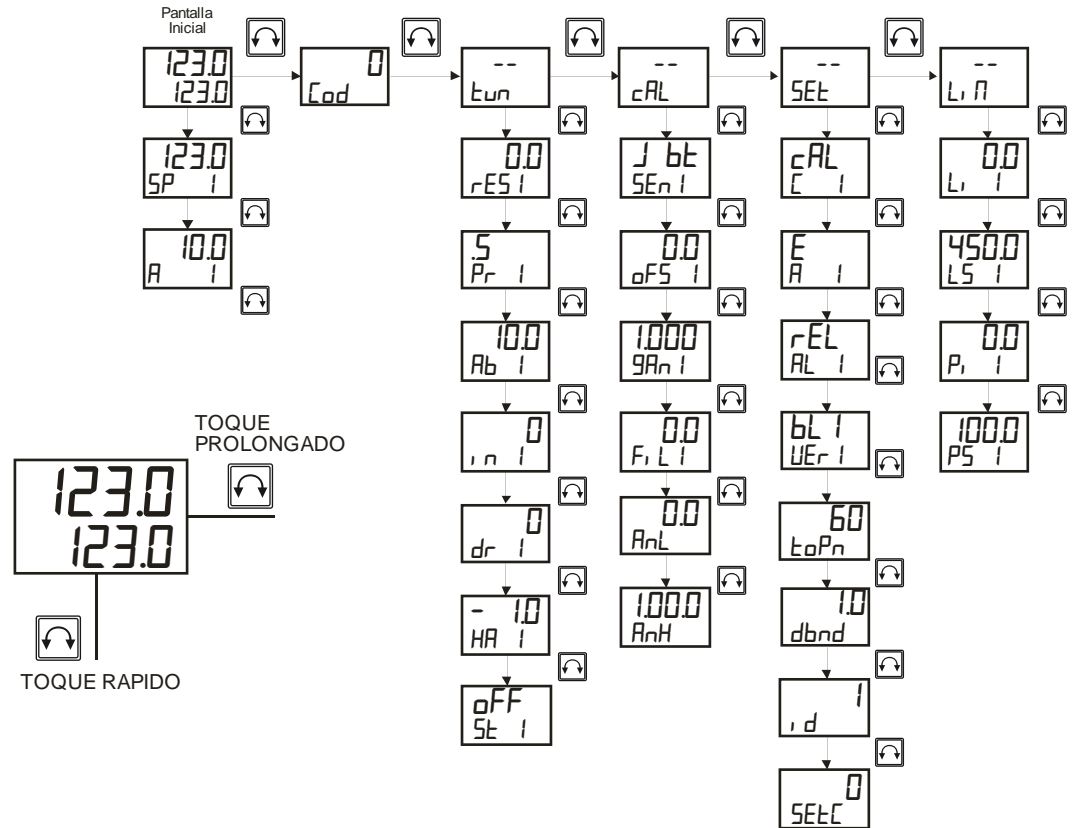 Pantalla
Inicial
123.0
123.0
123.0
SP 1
10.0
A 1
0
Cod
--
tun
0.0
rES1
.5
Pr 1
10.0
Ab 1
0
in 1
0
dr 1
- 1.0
HA 1
oFF
St 1
--
cAL
J bt
SEn1
0.0
oFS1
1.000
gAn1
0.0
FiL1
0.0
AnL
1.00.0
AnH
--
SEt
cAL
C 1
E
A 1
rEL
AL 1
bL 1
UEr1
60
toPn
1.0
dbnd
1
id
0
SEtC
--
Lin
0.0
Li 1
450.0
LS 1
0.0
Pi 1
100.0
PS 1
TOQUE
PROLONGADO
123.0
123.0
TOQUE RAPIDO